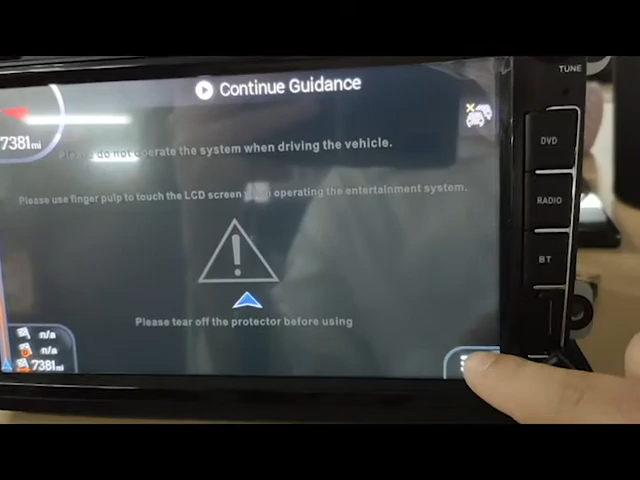 TUNE
Continue Guidance
7381mi
Please do not operate the system when driving the vehicle.
DVD
Please use finger pulp to touch the LCD screen when operating the entertainment system.
RADIO
BT
Please tear off the protector before using
n/a
n/a
7381mi